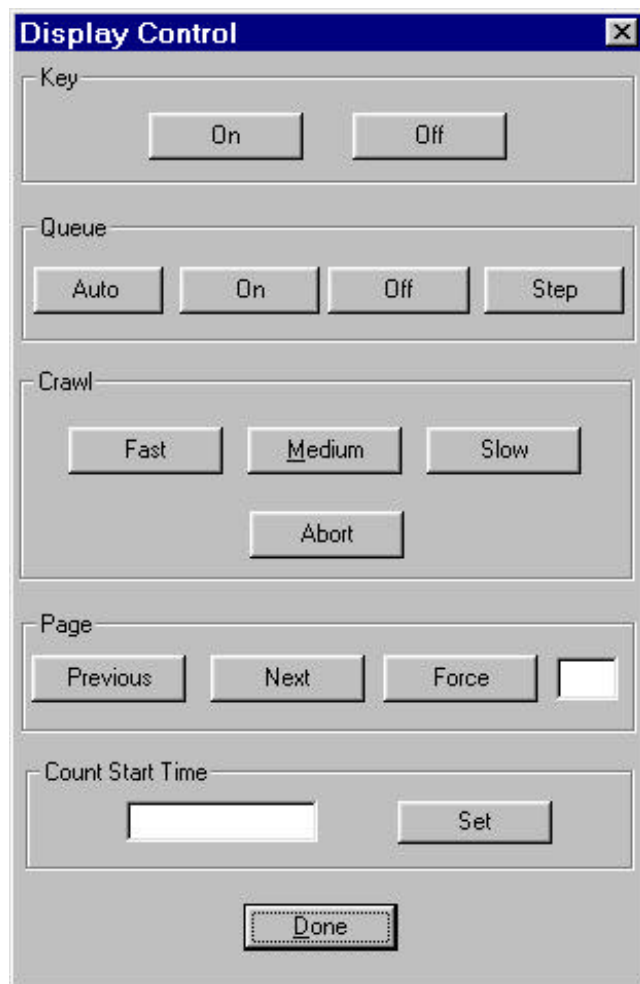 Display Control
Key
On Off
Queue
Auto On Off Step
Crawl
Fast Medium Slow
Abort
Page
Previous Next Force
Count Start Time
Set
Done